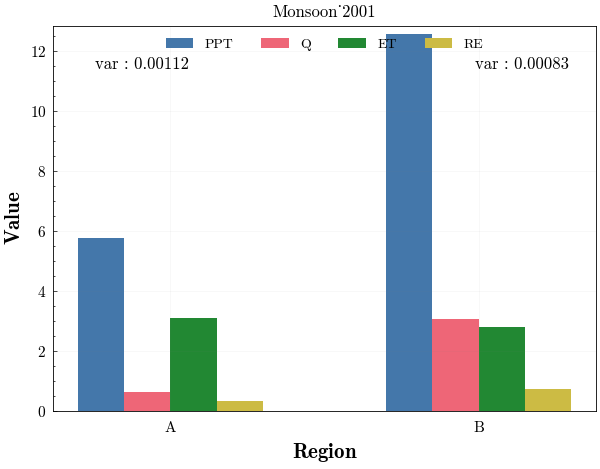 Monsoon˙2001
PPT Q ET RE
var : 0.00112 var : 0.00083
12
10
8
6
4
2
0
Value
A B
Region